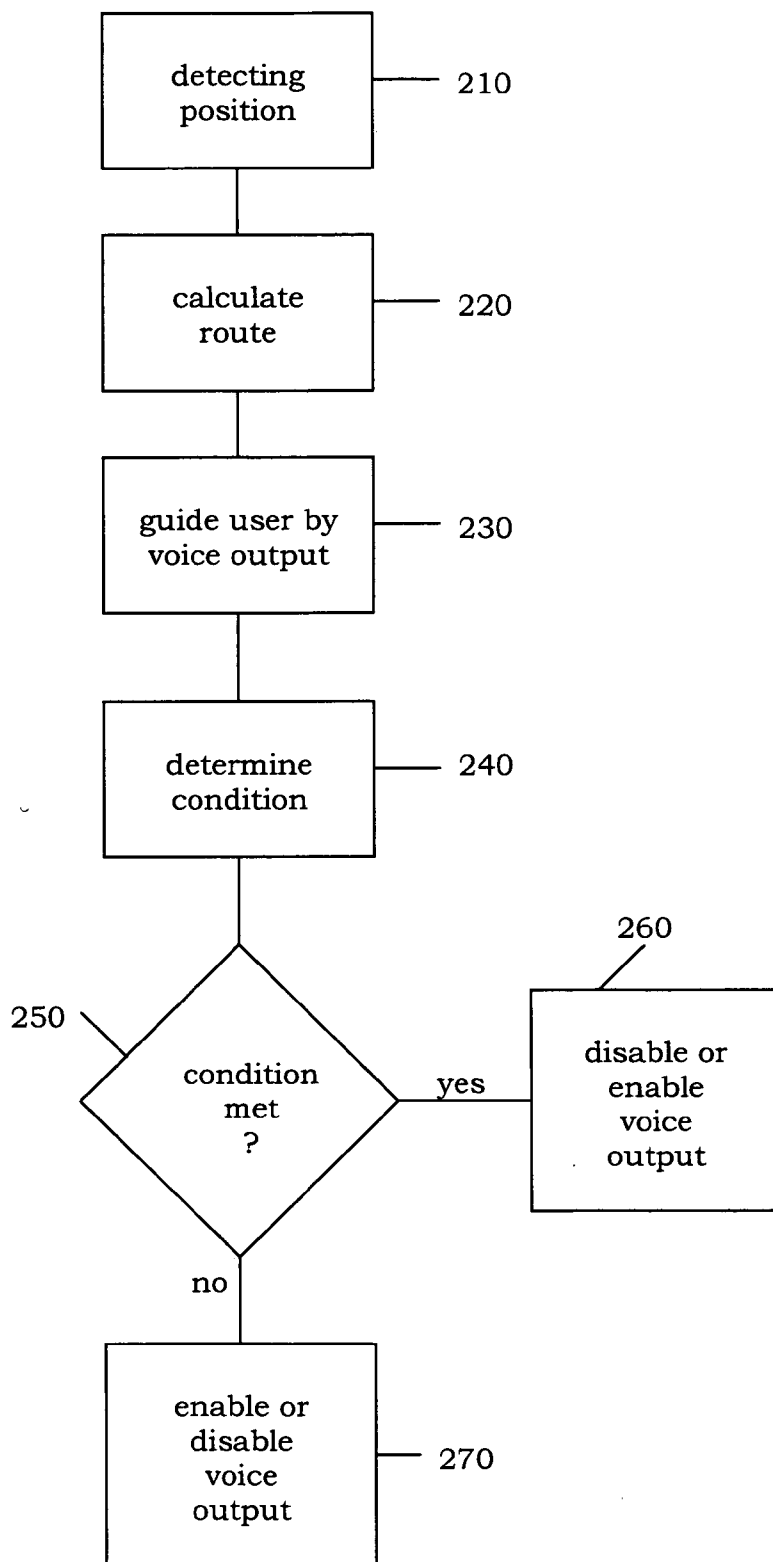 detecting
position
210
calculate
route
220
guide user by
voice output
230
determine
condition
240
250
condition
met
?
yes
260
disable or
enable
voice
output
no
enable or
disable
voice
output
270